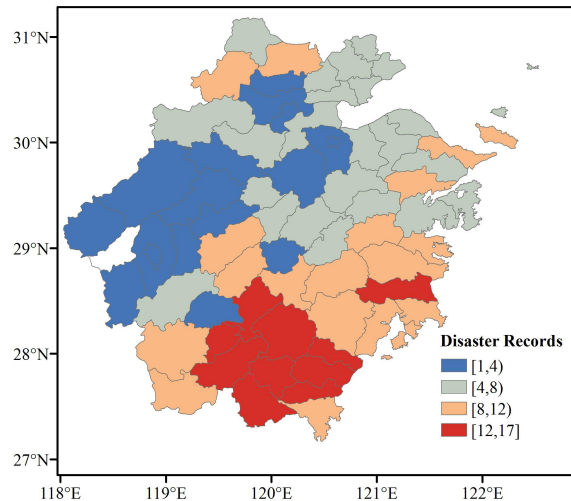 31°N
30°N
29°N
28°N
27°N
Disaster Records
[1,4)
[4,8)
[8,12)
[12,17]
118°E 119°E 120°E 121°E 122°E